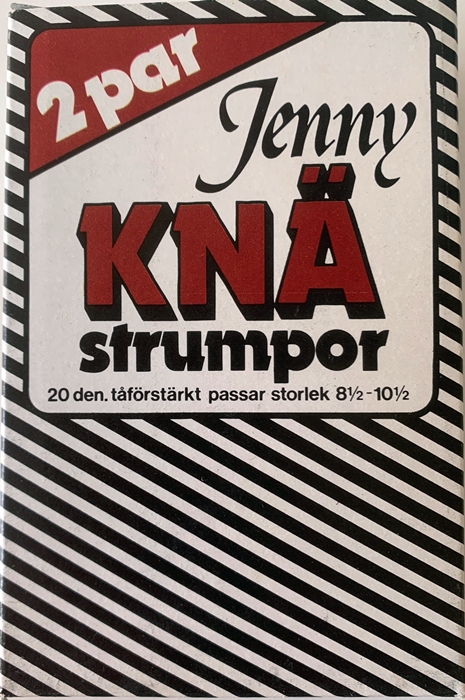 2 par
Jenny
KNÄ
strumpor
20 den. tåförstärkt passar storlek 8½-10½